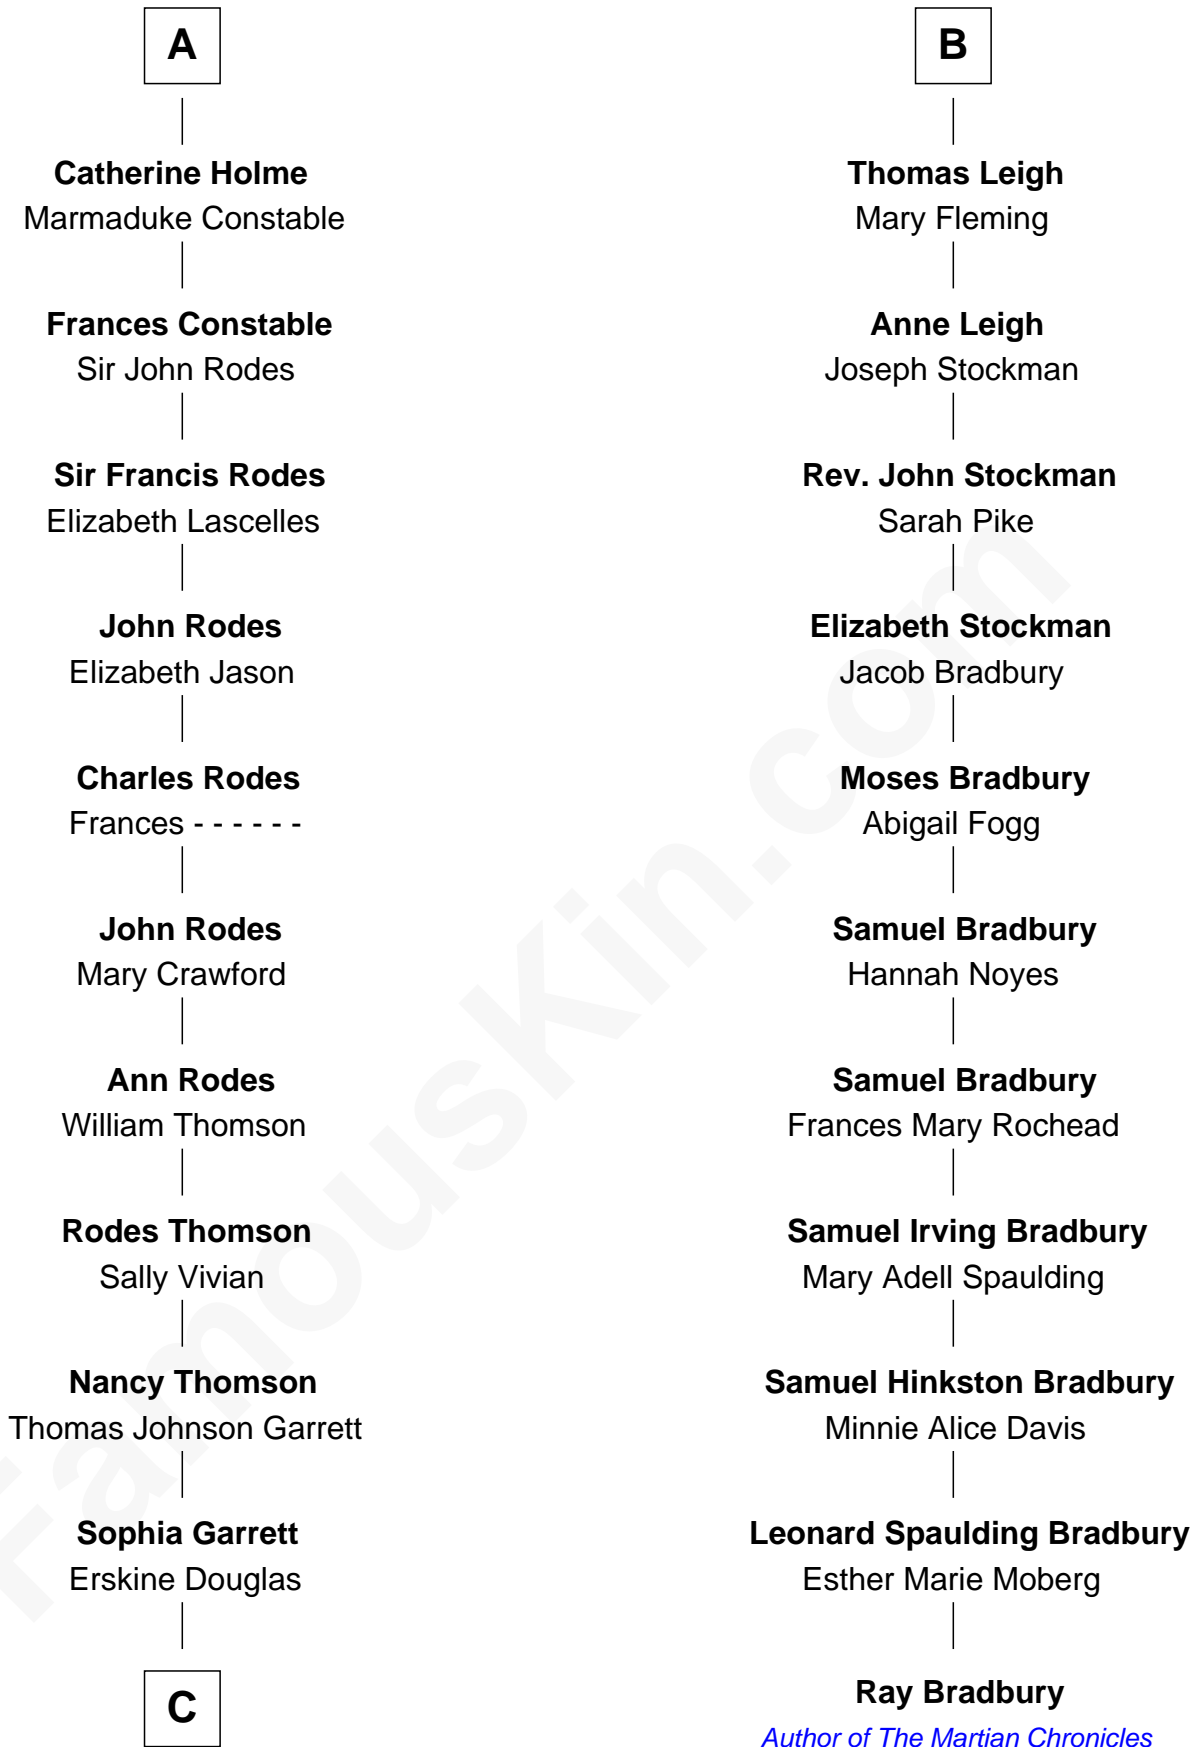 A
Catherine Holme
Marmaduke Constable
Frances Constable
Sir John Rodes
Sir Francis Rodes
Elizabeth Lascelles
John Rodes
Elizabeth Jason
Charles Rodes
Frances - - - - - -
John Rodes
Mary Crawford
Ann Rodes
William Thomson
Rodes Thomson
Sally Vivian
Nancy Thomson
Thomas Johnson Garrett
Sophia Garrett
Erskine Douglas
C
B
Thomas Leigh
Mary Fleming
Anne Leigh
Joseph Stockman
Rev. John Stockman
Sarah Pike
Elizabeth Stockman
Jacob Bradbury
Moses Bradbury
Abigail Fogg
Samuel Bradbury
Hannah Noyes
Samuel Bradbury
Frances Mary Rochead
Samuel Irving Bradbury
Mary Adell Spaulding
Samuel Hinkston Bradbury
Minnie Alice Davis
Leonard Spaulding Bradbury
Esther Marie Moberg
Ray Bradbury
Author of The Martian Chronicles
FamousKin.com